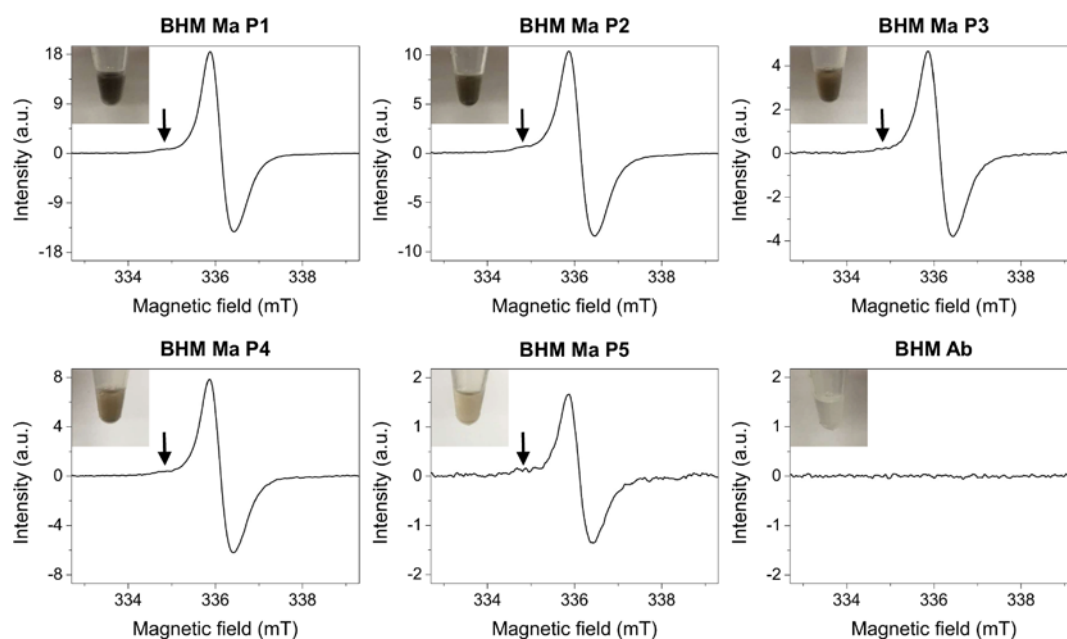 BHM Ma P1
BHM Ma P2
BHM Ma P3
18
9
0
-9
-18
Intensity (a.u.)
334
336
338
Magnetic field (mT)
10
5
0
-5
-10
Intensity (a.u.)
334
336
338
Magnetic field (mT)
4
2
0
-2
-4
Intensity (a.u.)
334
336
338
Magnetic field (mT)
BHM Ma P4
BHM Ma P5
BHM Ab
8
4
0
-4
-8
Intensity (a.u.)
334
336
338
Magnetic field (mT)
2
1
0
-1
-2
Intensity (a.u.)
334
336
338
Magnetic field (mT)
2
1
0
-1
-2
Intensity (a.u.)
334
336
338
Magnetic field (mT)